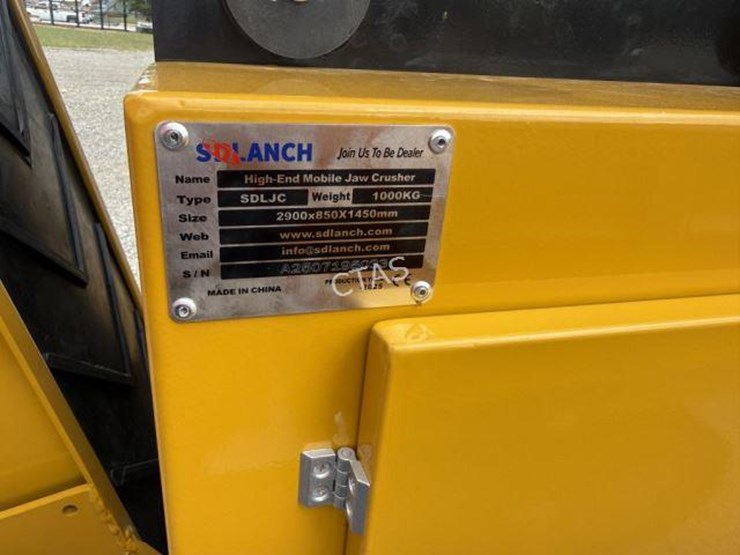 SDLANCH Join Us To Be Dealer
Name High-End Mobile Jaw Crusher
Type SDLJC Weight 1000KG
Size 2900x850X1450mm
Web www.sdlanch.com
Email info@sdlanch.com
S / N
MADE IN CHINA CE
CTAS